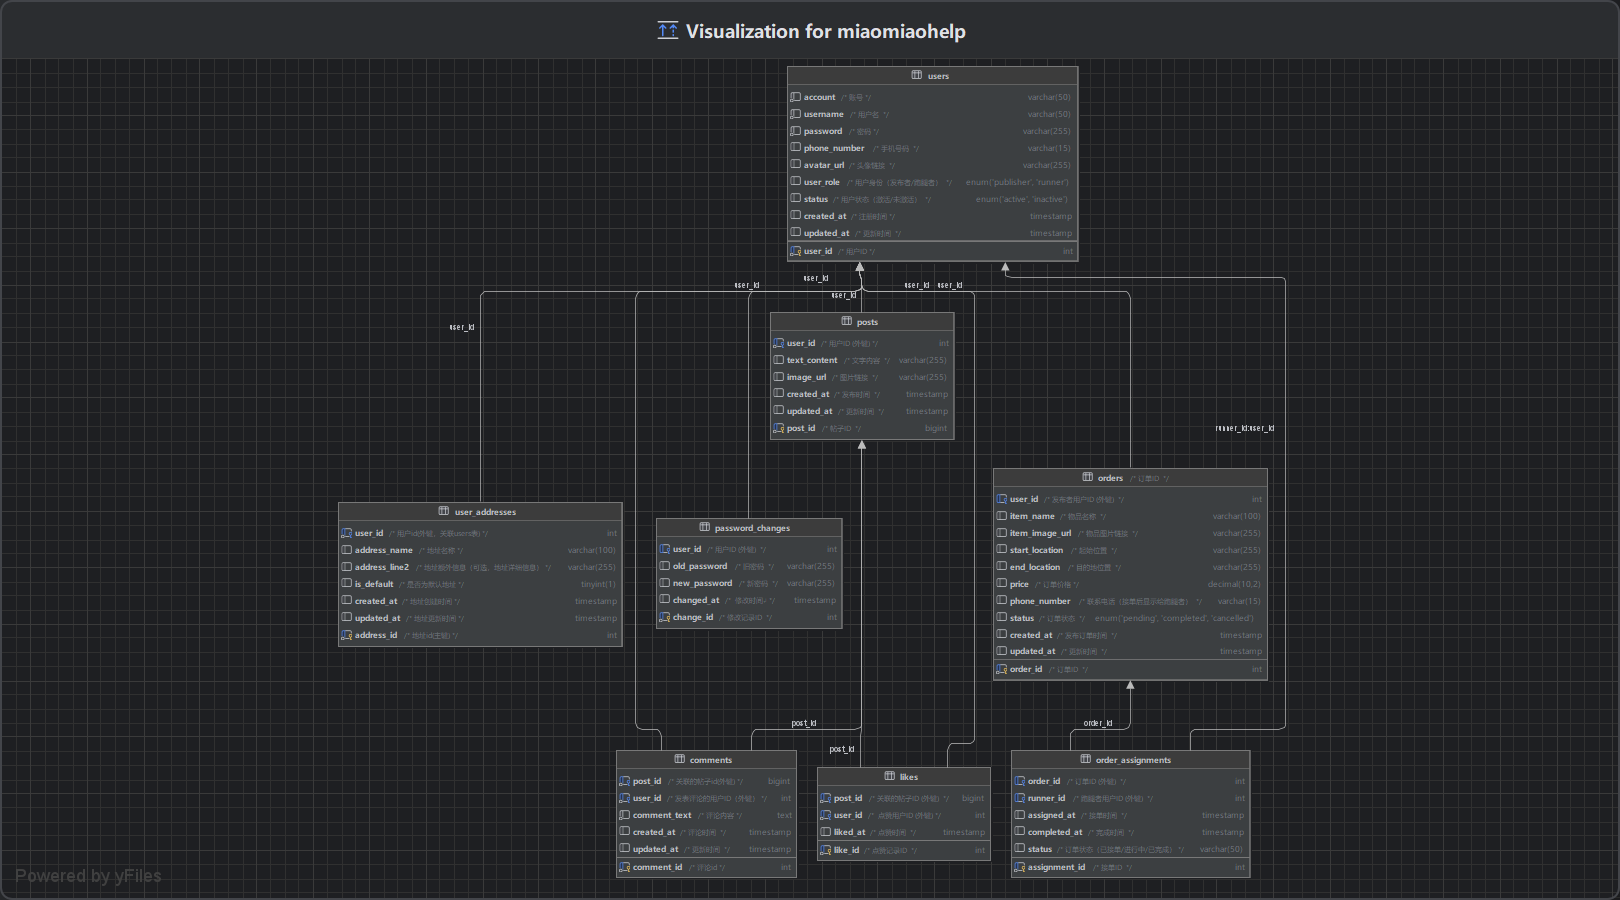 Visualization for miaomiaohelp
users
account /* 账号 */ varchar(50)
username /* 用户名 */ varchar(50)
password /* 密码 */ varchar(255)
phone_number /* 手机号码 */ varchar(15)
avatar_url /* 头像链接 */ varchar(255)
user_role /* 用户身份（发布者/跑腿者） */ enum('publisher', 'runner')
status /* 用户状态（激活/未激活） */ enum('active', 'inactive')
created_at /* 注册时间 */ timestamp
updated_at /* 更新时间 */ timestamp
user_id /* 用户ID */ int
user_id
user_id
user_id
user_id
user_id
user_id
posts
user_id /* 用户ID (外键) */ int
text_content /* 文字内容 */ varchar(255)
image_url /* 图片链接 */ varchar(255)
created_at /* 发布时间 */ timestamp
updated_at /* 更新时间 */ timestamp
post_id /* 帖子ID */ bigint
runner_id:user_id
orders /* 订单ID */
user_id /* 发布者用户ID (外键) */ int
item_name /* 物品名称 */ varchar(100)
item_image_url /* 物品图片链接 */ varchar(255)
start_location /* 起始位置 */ varchar(255)
end_location /* 目的地位置 */ varchar(255)
price /* 订单价格 */ decimal(10,2)
phone_number /* 联系电话（接单后显示给跑腿者） */ varchar(15)
status /* 订单状态 */ enum('pending', 'completed', 'cancelled')
created_at /* 发布订单时间 */ timestamp
updated_at /* 更新时间 */ timestamp
order_id /* 订单ID */ int
user_addresses
user_id /* 用户id(外键，关联users表) */ int
address_name /* 地址名称 */ varchar(100)
address_line2 /* 地址额外信息（可选，地址详细信息） */ varchar(255)
is_default /* 是否为默认地址 */ tinyint(1)
created_at /* 地址创建时间 */ timestamp
updated_at /* 地址更新时间 */ timestamp
address_id /* 地址id(主键) */ int
password_changes
user_id /* 用户ID (外键) */ int
old_password /* 旧密码 */ varchar(255)
new_password /* 新密码 */ varchar(255)
changed_at /* 修改时间 */ timestamp
change_id /* 修改记录ID */ int
post_id
order_id
post_id
comments
post_id /* 关联的帖子id(外键) */ bigint
user_id /* 发表评论的用户ID（外键） */ int
comment_text /* 评论内容 */ text
created_at /* 评论时间 */ timestamp
updated_at /* 更新时间 */ timestamp
comment_id /* 评论id */ int
likes
post_id /* 关联的帖子ID (外键) */ bigint
user_id /* 点赞用户ID (外键) */ int
liked_at /* 点赞时间 */ timestamp
like_id /* 点赞记录ID */ int
order_assignments
order_id /* 订单ID (外键) */ int
runner_id /* 跑腿者用户ID (外键) */ int
assigned_at /* 接单时间 */ timestamp
completed_at /* 完成时间 */ timestamp
status /* 订单状态（已接单/进行中/已完成） */ varchar(50)
assignment_id /* 接单ID */ int
Powered by yFiles